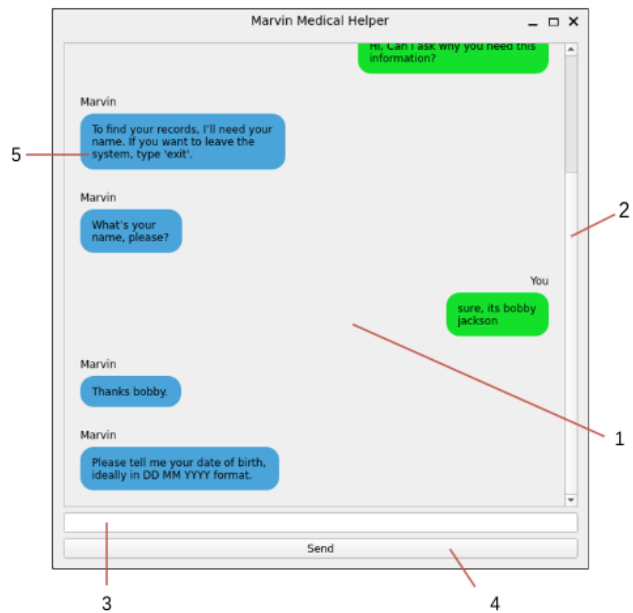 Marvin Medical Helper
Hi, Can I ask why you need this
information?
Marvin
To find your records, I'll need your
name. If you want to leave the
system, type 'exit'.
5
Marvin
What's your
name, please?
2
You
sure, its bobby
jackson
Marvin
Thanks bobby.
Marvin
1
Please tell me your date of birth,
ideally in DD MM YYYY format.
Send
3
4